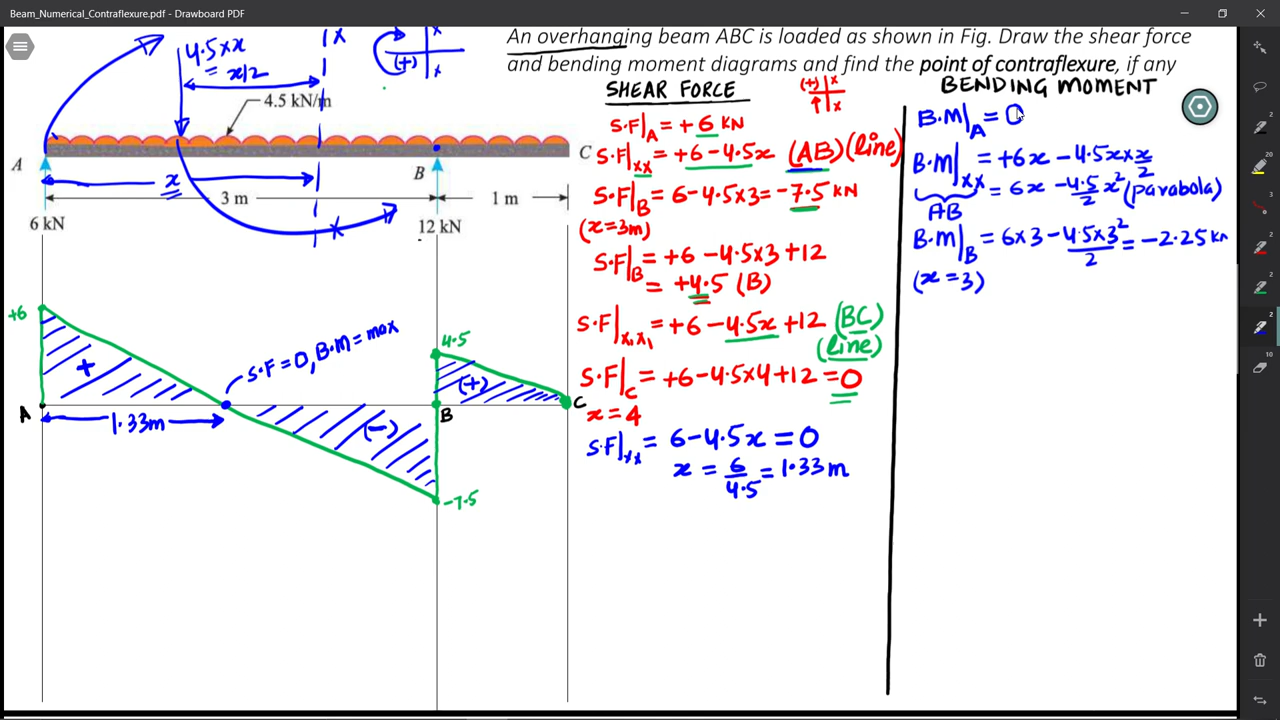 Beam_Numerical_Contraflexure.pdf - Drawboard PDF
An overhanging beam ABC is loaded as shown in Fig. Draw the shear force
and bending moment diagrams and find the point of contraflexure, if any
4.5×x
= x/2
x
(+)
x
x
4.5 kN/m
A
B
C
x
3 m
1 m
x
6 kN
12 kN
+6
+
S.F = 0, B.M = max
4.5
(+)
A
1.33m
(-)
B
C
-7.5
SHEAR FORCE
(+) x
x
S.F|A = +6 KN
S.F|xx = +6 - 4.5x (AB)(line)
S.F|B = 6 - 4.5×3 = -7.5 KN
(x=3m)
S.F|B = +6 - 4.5×3 + 12
= +4.5 (B)
S.F|x₁x₁ = +6 - 4.5x + 12 (BC)
(line)
S.F|C = +6 - 4.5×4 + 12 = 0
x = 4
S.F|xx = 6 - 4.5x = 0
x = 6/4.5 = 1.33 m
BENDING MOMENT
B.M|A = 0
B.M|xx = +6x - 4.5x × x/2
AB = 6x - 4.5/2 x² (parabola)
B.M|B = 6×3 - 4.5×3²/2 = -2.25 KN
(x = 3)